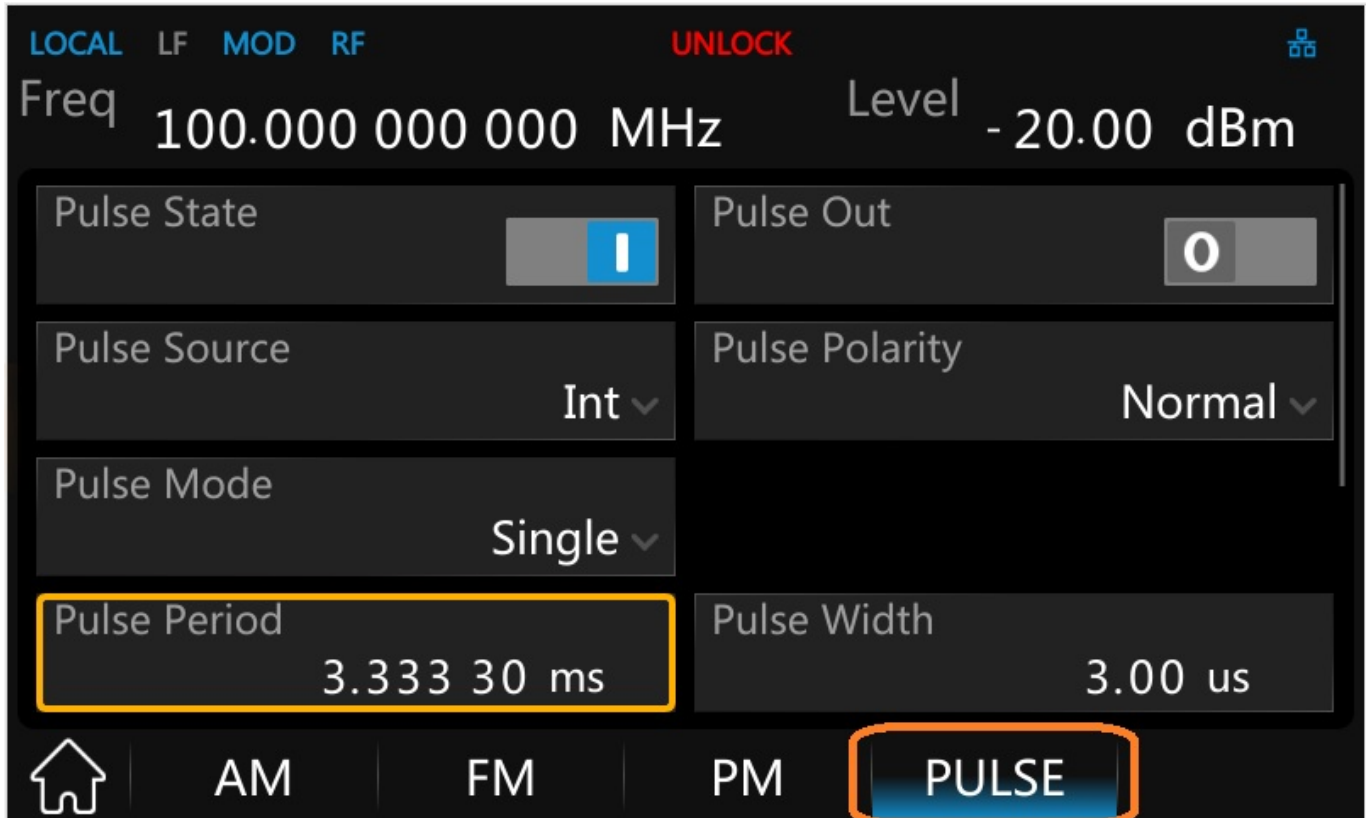 LOCAL LF MOD RF UNLOCK
Freq 100.000 000 000 MHz Level -20.00 dBm
Pulse State
I
Pulse Out
O
Pulse Source
Int
Pulse Polarity
Normal
Pulse Mode
Single
Pulse Period
3.333 30 ms
Pulse Width
3.00 us
AM FM PM PULSE